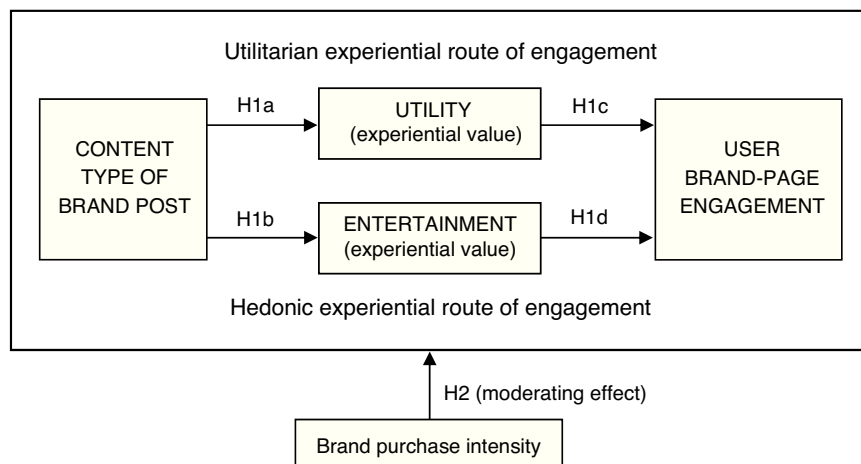 Utilitarian experiential route of engagement
H1a
UTILITY
(experiential value)
H1c
CONTENT
TYPE OF
BRAND POST
USER
BRAND-PAGE
ENGAGEMENT
H1b
ENTERTAINMENT
(experiential value)
H1d
Hedonic experiential route of engagement
H2 (moderating effect)
Brand purchase intensity